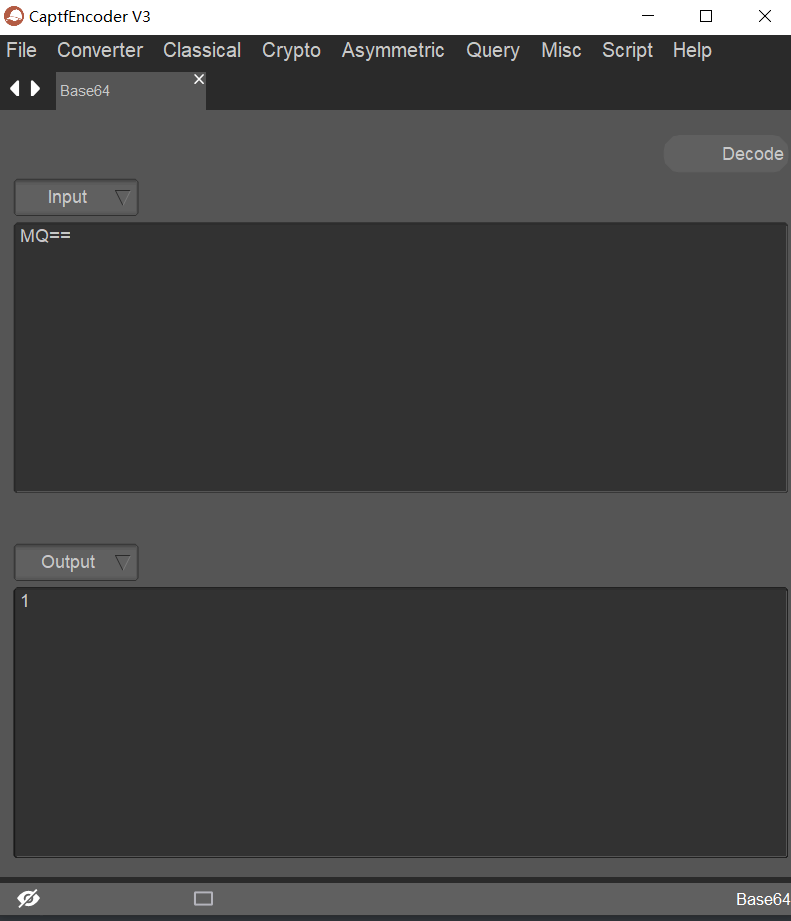 CaptfEncoder V3
File Converter Classical Crypto Asymmetric Query Misc Script Help
Base64
Decode
Input
MQ==
Output
1
Base64